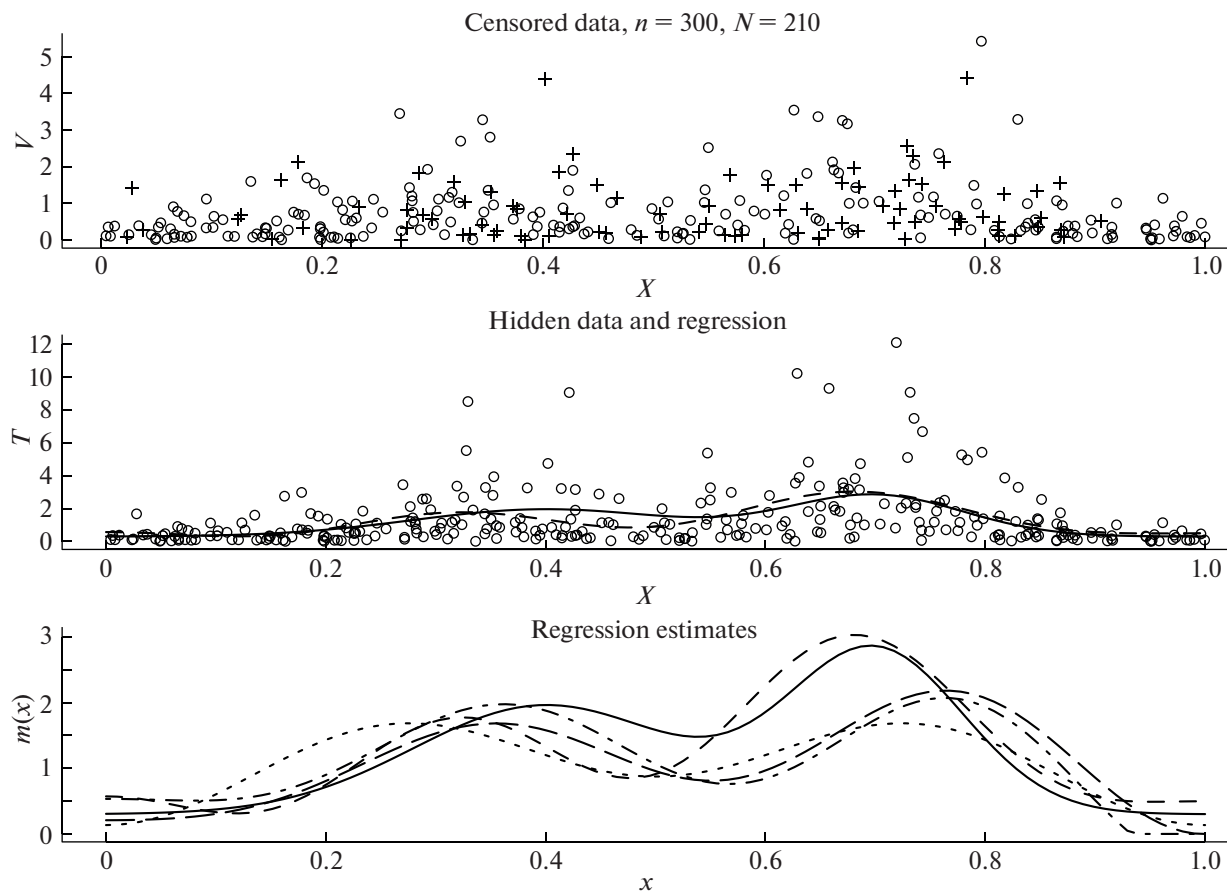 Censored data, n = 300, N = 210
5
4
3
2
1
0
V
0 0.2 0.4 0.6 0.8 1.0
X
Hidden data and regression
12
10
8
6
4
2
0
T
0 0.2 0.4 0.6 0.8 1.0
X
Regression estimates
3
2
1
0
m(x)
0 0.2 0.4 0.6 0.8 1.0
x